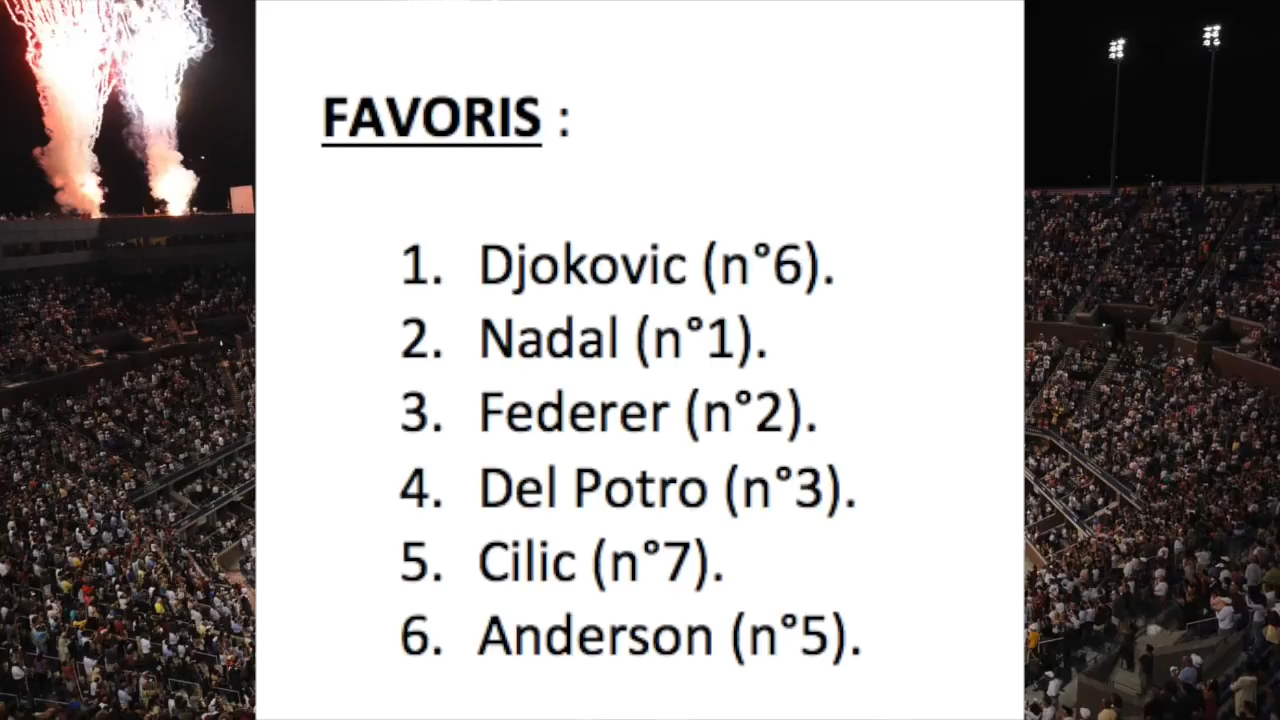 FAVORIS :
1. Djokovic (n°6).
2. Nadal (n°1).
3. Federer (n°2).
4. Del Potro (n°3).
5. Cilic (n°7).
6. Anderson (n°5).